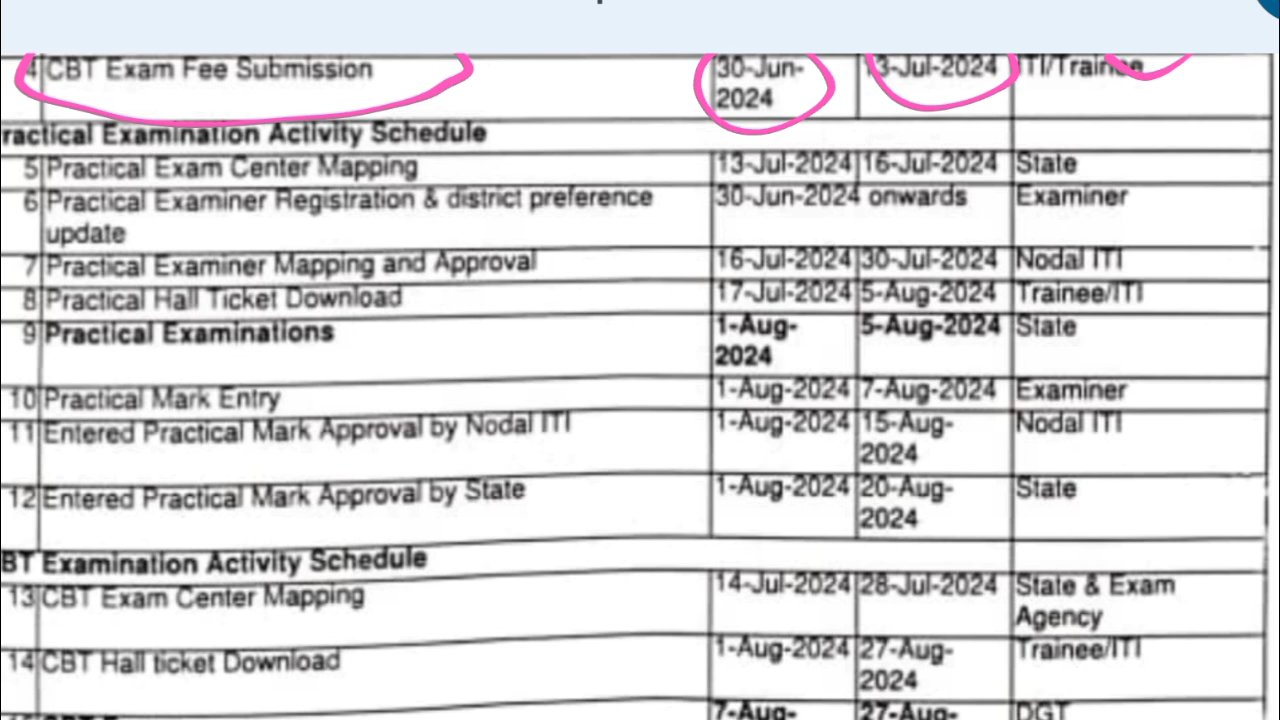 4 CBT Exam Fee Submission 30-Jun- 13-Jul-2024 ITI/Trainee
2024
ractical Examination Activity Schedule
5 Practical Exam Center Mapping 13-Jul-2024 16-Jul-2024 State
6 Practical Examiner Registration & district preference 30-Jun-2024 onwards Examiner
update
7 Practical Examiner Mapping and Approval 16-Jul-2024 30-Jul-2024 Nodal ITI
8 Practical Hall Ticket Download 17-Jul-2024 5-Aug-2024 Trainee/ITI
9 Practical Examinations 1-Aug- 5-Aug-2024 State
2024
10 Practical Mark Entry 1-Aug-2024 7-Aug-2024 Examiner
11 Entered Practical Mark Approval by Nodal ITI 1-Aug-2024 15-Aug- Nodal ITI
2024
12 Entered Practical Mark Approval by State 1-Aug-2024 20-Aug- State
2024
BT Examination Activity Schedule
13 CBT Exam Center Mapping 14-Jul-2024 28-Jul-2024 State & Exam
Agency
14 CBT Hall ticket Download 1-Aug-2024 27-Aug- Trainee/ITI
2024
7-Aug- 27-Aug- DGT